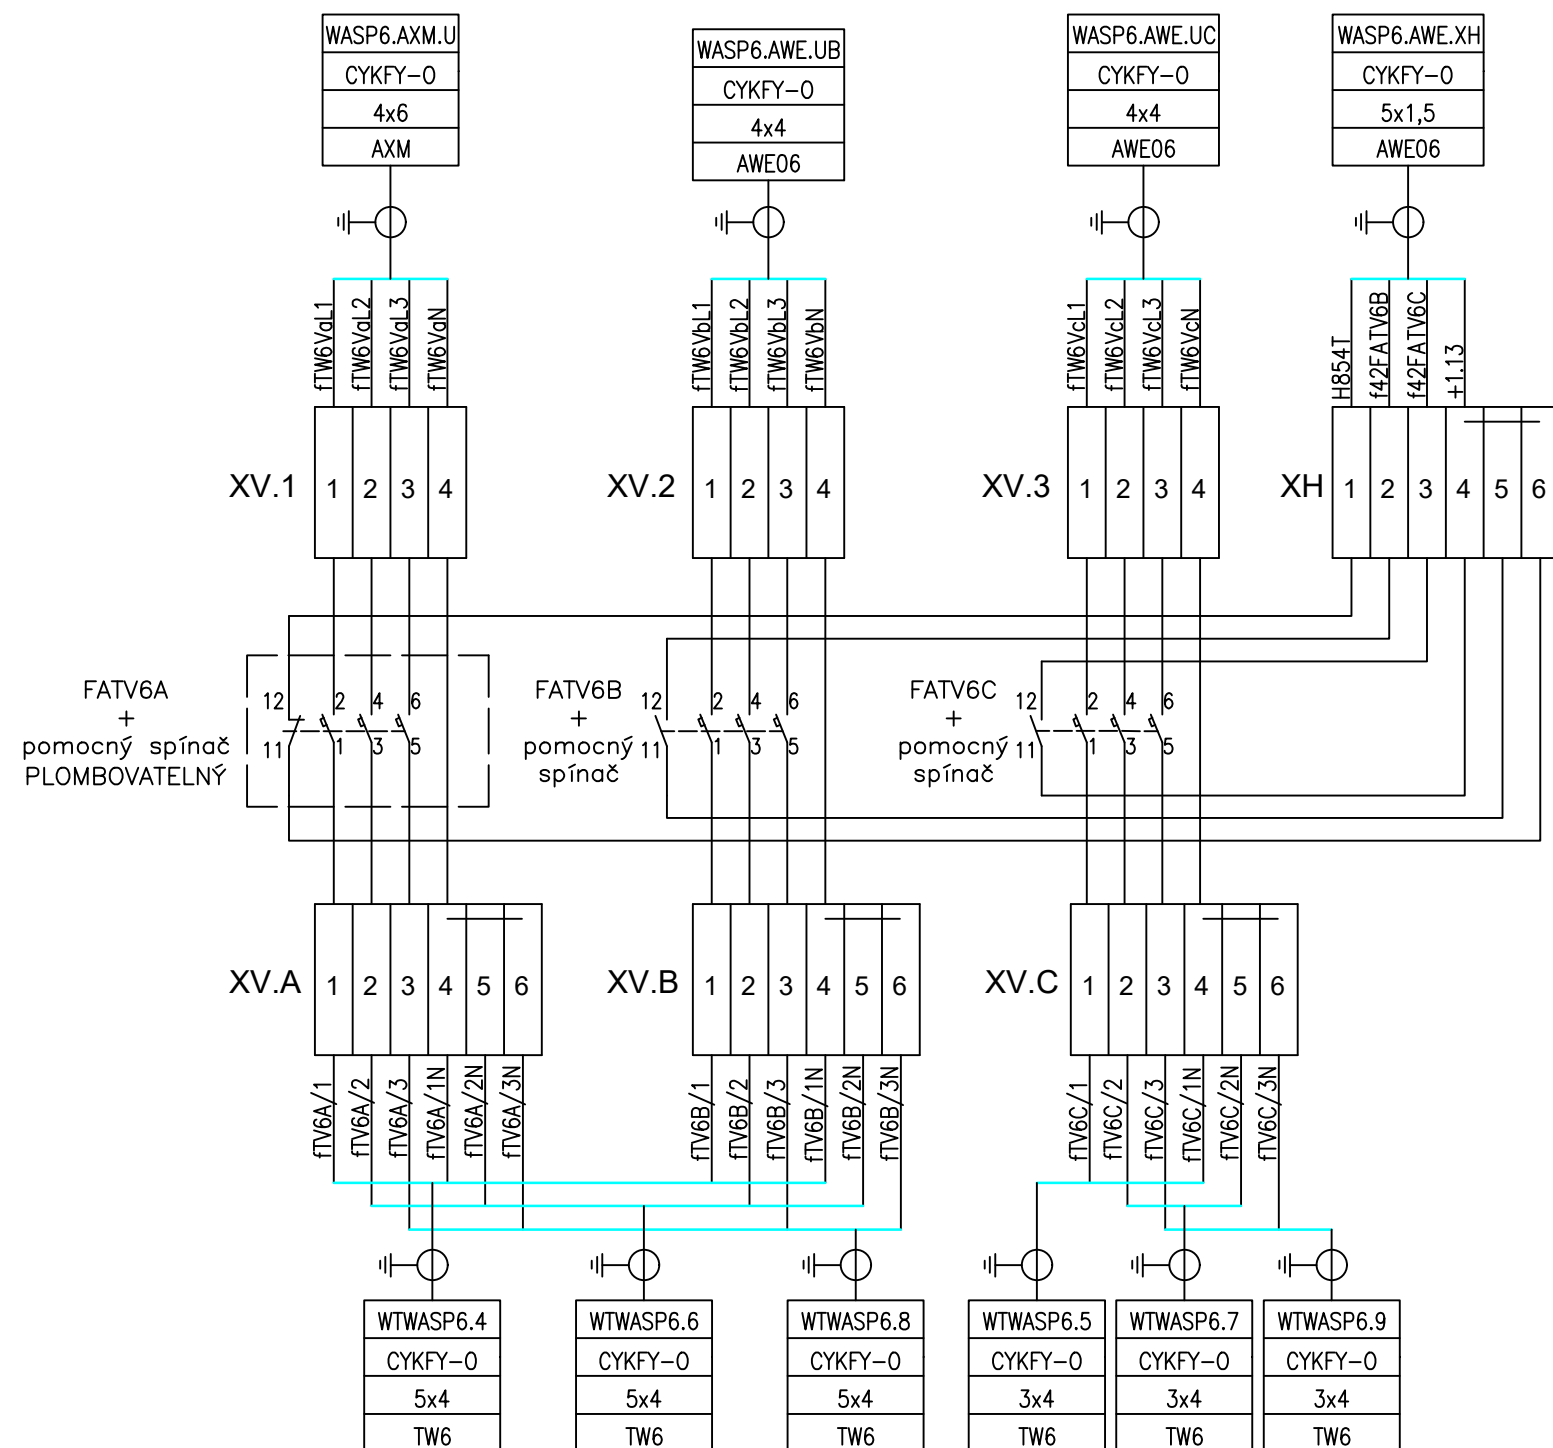 WASP6.AXM.U
CYKFY-O
4x6
AXM
WASP6.AWE.UB
CYKFY-O
4x4
AWE06
WASP6.AWE.UC
CYKFY-O
4x4
AWE06
WASP6.AWE.XH
CYKFY-O
5x1,5
AWE06
fTW6VaL1
fTW6VaL2
fTW6VaL3
fTW6VaN
fTW6VbL1
fTW6VbL2
fTW6VbL3
fTW6VbN
fTW6VcL1
fTW6VcL2
fTW6VcL3
fTW6VcN
H854T
f42FATV6B
f42FATV6C
+1.13
XV.1 1 2 3 4
XV.2 1 2 3 4
XV.3 1 2 3 4
XH 1 2 3 4 5 6
FATV6A
+
pomocný spínač
PLOMBOVATELNÝ
12 2 4 6
11 1 3 5
FATV6B
+
pomocný
spínač
12 2 4 6
11 1 3 5
FATV6C
+
pomocný
spínač
12 2 4 6
11 1 3 5
XV.A 1 2 3 4 5 6
XV.B 1 2 3 4 5 6
XV.C 1 2 3 4 5 6
fTV6A/1
fTV6A/2
fTV6A/3
fTV6A/1N
fTV6A/2N
fTV6A/3N
fTV6B/1
fTV6B/2
fTV6B/3
fTV6B/1N
fTV6B/2N
fTV6B/3N
fTV6C/1
fTV6C/2
fTV6C/3
fTV6C/1N
fTV6C/2N
fTV6C/3N
WTWASP6.4
CYKFY-O
5x4
TW6
WTWASP6.6
CYKFY-O
5x4
TW6
WTWASP6.8
CYKFY-O
5x4
TW6
WTWASP6.5
CYKFY-O
3x4
TW6
WTWASP6.7
CYKFY-O
3x4
TW6
WTWASP6.9
CYKFY-O
3x4
TW6